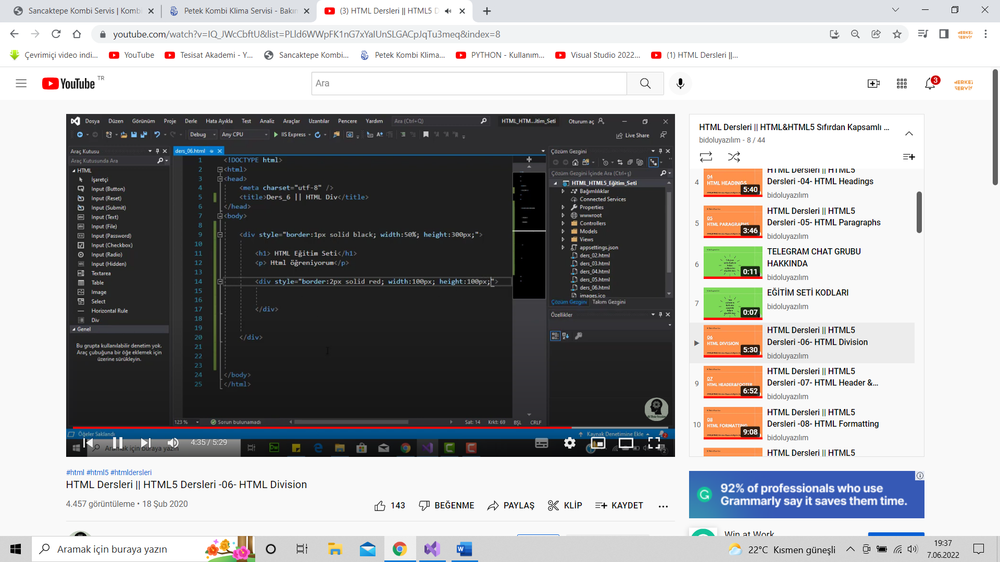 Sancaktepe Kombi Servis | Kombi
Petek Kombi Klima Servisi - Bakın
(3) HTML Dersleri || HTML5 D
youtube.com/watch?v=IQ_JWcCbftU&list=PLld6WWpFK1nG7xYaIUnSLGACpJqTu3meq&index=8
Çevrimiçi video indi...
YouTube
Tesisat Akademi - Y...
Sancaktepe Kombi...
Petek Kombi Klima...
PYTHON - Kullanım...
Visual Studio 2022...
(1) HTML Dersleri ||...
YouTube TR
Ara
3
MERKEZ SERVİS
Dosya Düzen Görünüm Proje Derle Hata Ayıkla Test Analiz Araçlar Uzantılar Pencere Yardım Ara (Ctrl+Q) HTML_HTM...itim_Seti Oturum aç
Debug Any CPU IIS Express Live Share
Araç Kutusu
Araç Kutusunda Ara
HTML
İşaretçi
Input (Button)
Input (Reset)
Input (Submit)
Input (Text)
Input (File)
Input (Password)
Input (Checkbox)
Input (Radio)
Input (Hidden)
Textarea
Table
Image
Select
Horizontal Rule
Div
Genel
Bu grupta kullanılabilir denetim yok.
Araç çubuğuna bir öğe eklemek için
üzerine sürükleyin.
ders_06.html
1 <!DOCTYPE html>
2 <html>
3 <head>
4 <meta charset="utf-8" />
5 <title>Ders_6 || HTML Div</title>
6 </head>
7 <body>
8
9 <div style="border:1px solid black; width:50%; height:300px;">
10
11 <h1> HTML Eğitim Seti</h1>
12 <p> Html öğreniyorum</p>
13
14 <div style="border:2px solid red; width:100px; height:100px;">
15
16
17 </div>
18
19
20 </div>
21
22
23
24 </body>
25 </html>
123 % Sorun bulunamadı Sat: 14 Krkt: 69 BŞL CRLF
Çözüm Gezgini
Çözüm Gezgini İçinde Ara (Ctrl+ş)
HTML_HTML5_Eğitim_Seti
Bağımlılıklar
Connected Services
Properties
wwwroot
Controllers
Models
Views
appsettings.json
ders_02.html
ders_03.html
ders_04.html
ders_05.html
ders_06.html
images.ico
Çözüm Gezgini Takım Gezgini
Özellikler
Öğeler Saklandı
Kaynak Denetimine Ekle 2
Aramak için buraya yazın
4:35 / 5:29
HTML Dersleri || HTML&HTML5 Sıfırdan Kapsamlı ...
bidoluyazılım - 8 / 44
4
04
HTML HEADINGS
5:40
HTML Dersleri || HTML5
Dersleri -04- HTML Headings
bidoluyazılım
5
05
HTML PARAGRAPHS
3:46
HTML Dersleri || HTML5
Dersleri -05- HTML Paragraphs
bidoluyazılım
6
0:11
TELEGRAM CHAT GRUBU
HAKKINDA
bidoluyazılım
7
0:07
EĞİTİM SETİ KODLARI
bidoluyazılım
06
HTML DIVISION
5:30
HTML Dersleri || HTML5
Dersleri -06- HTML Division
bidoluyazılım
9
07
HTML HEADER&FOOTER
6:52
HTML Dersleri || HTML5
Dersleri -07- HTML Header &...
bidoluyazılım
10
08
HTML FORMATTING
9:08
HTML Dersleri || HTML5
Dersleri -08- HTML Formatting
bidoluyazılım
HTML Dersleri || HTML5
#html #html5 #htmldersleri
HTML Dersleri || HTML5 Dersleri -06- HTML Division
4.457 görüntüleme • 18 Şub 2020
143 BEĞENME PAYLAŞ KLİP KAYDET
92% of professionals who use
Grammarly say it saves them time.
Win at Work
Aramak için buraya yazın
22°C Kısmen güneşli
19:37
7.06.2022